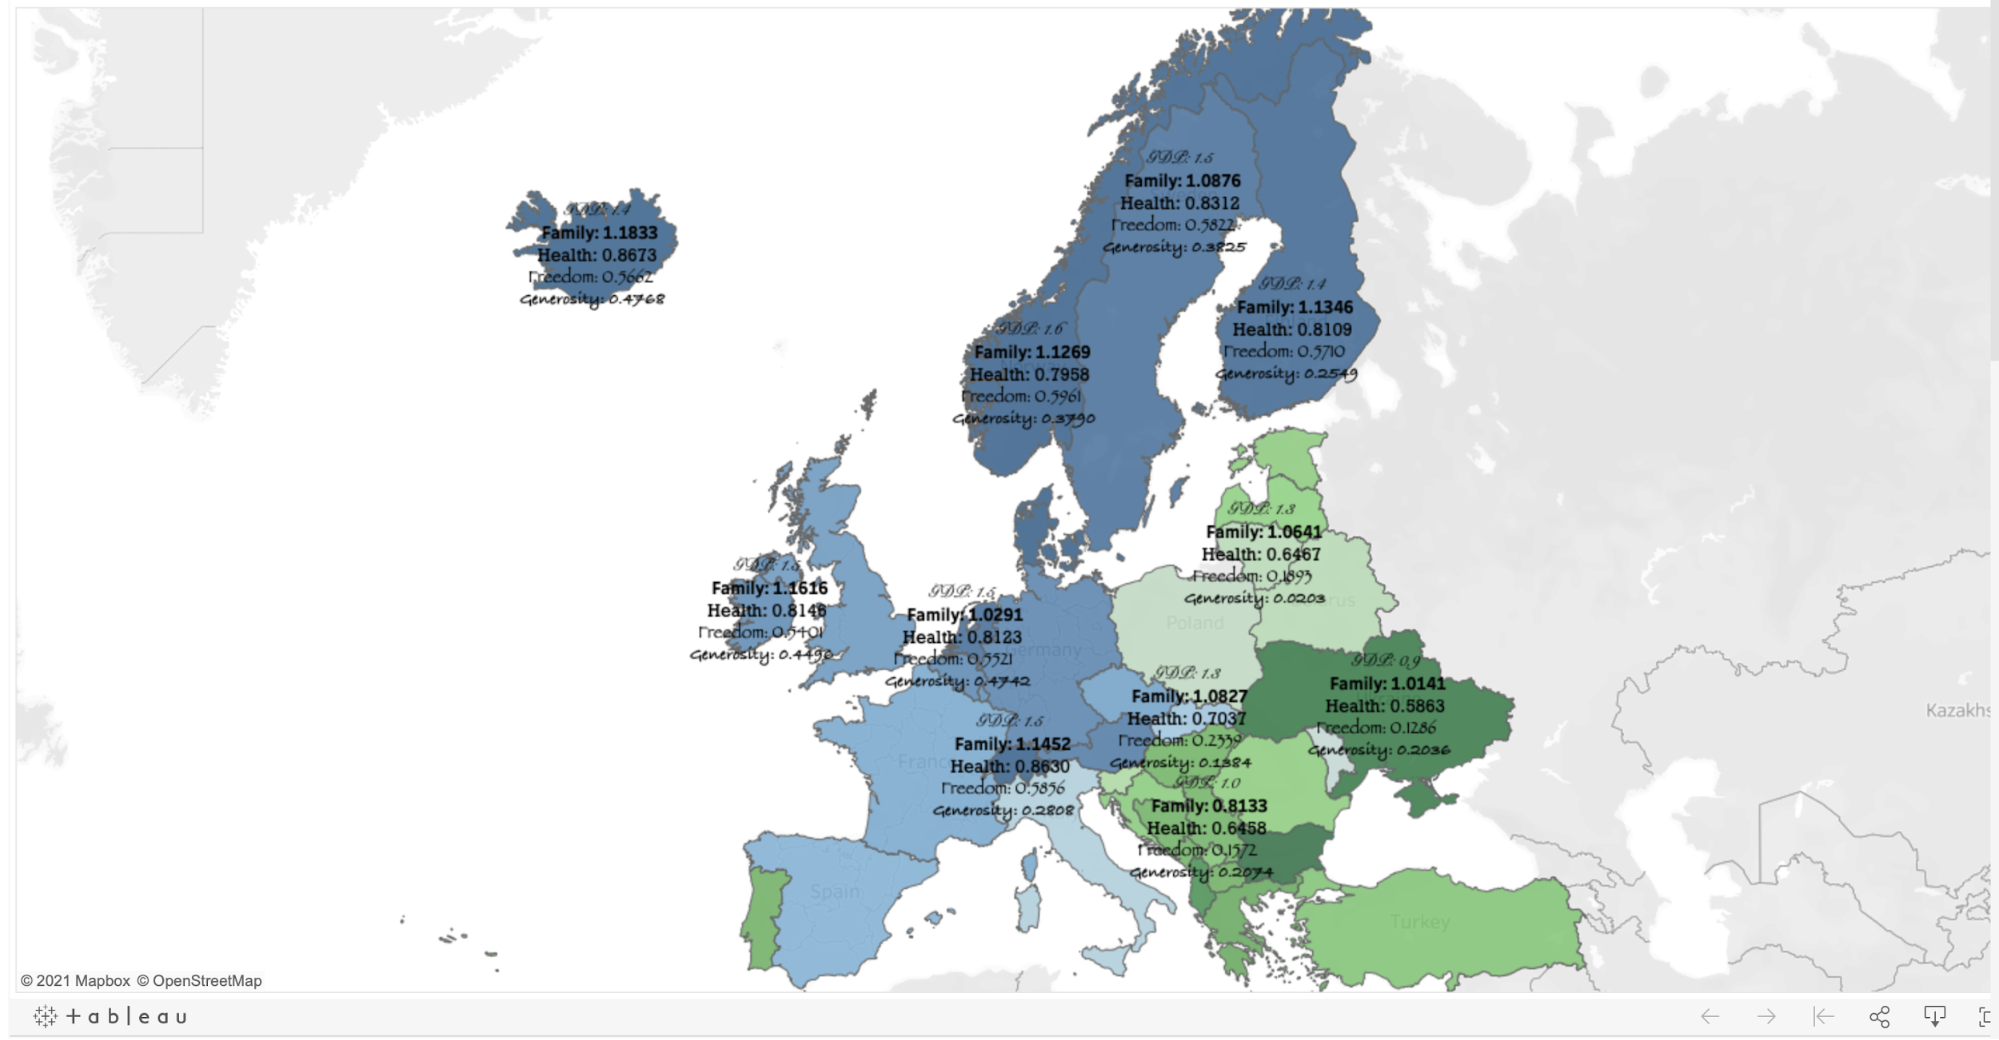 GDP: 1.5
Family: 1.0876
Health: 0.8312
Freedom: 0.5822
Generosity: 0.3825
GDP: 1.4
Family: 1.1833
Health: 0.8673
Freedom: 0.5662
Generosity: 0.4768
GDP: 1.4
Family: 1.1346
Health: 0.8109
Freedom: 0.5710
Generosity: 0.2549
GDP: 1.6
Family: 1.1269
Health: 0.7958
Freedom: 0.5961
Generosity: 0.3790
GDP: 1.3
Family: 1.0641
Health: 0.6467
Freedom: 0.1893
Generosity: 0.0203
GDP: 1.5
Family: 1.1616
Health: 0.8146
Freedom: 0.5401
Generosity: 0.4496
GDP: 1.5
Family: 1.0291
Health: 0.8123
Freedom: 0.5521
Generosity: 0.4742
Poland
Germany
GDP: 0.9
Family: 1.0141
Health: 0.5863
Freedom: 0.1286
Generosity: 0.2036
GDP: 1.3
Family: 1.0827
Health: 0.7037
Freedom: 0.2339
Generosity: 0.1384
GDP: 1.5
Family: 1.1452
Health: 0.8630
Freedom: 0.5856
Generosity: 0.2808
France
Kazakhs
GDP: 1.0
Family: 0.8133
Health: 0.6458
Freedom: 0.1572
Generosity: 0.2074
Spain
Turkey
© 2021 Mapbox © OpenStreetMap
+ a b l e a u